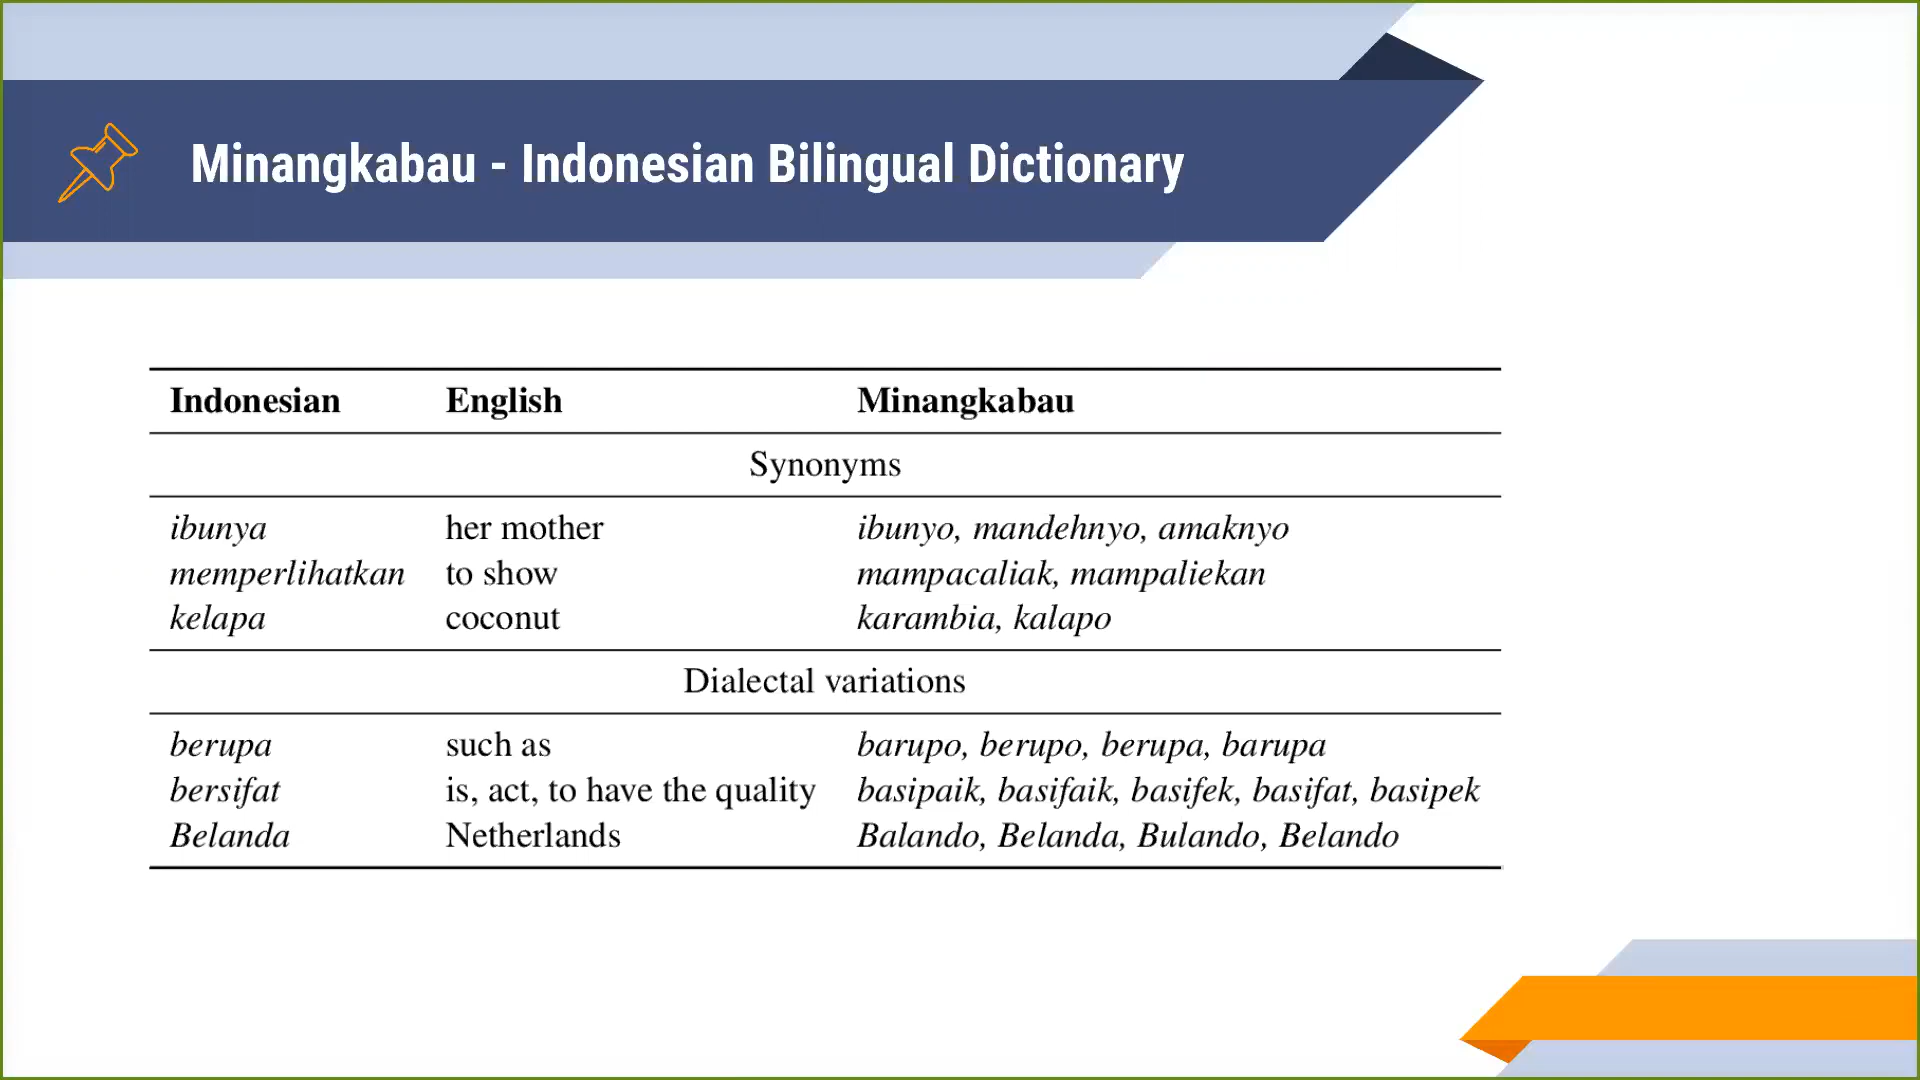 Minangkabau - Indonesian Bilingual Dictionary
Indonesian English Minangkabau
Synonyms
ibunya her mother ibunyo, mandehnyo, amaknyo
memperlihatkan to show mampacaliak, mampaliekan
kelapa coconut karambia, kalapo
Dialectal variations
berupa such as barupo, berupo, berupa, barupa
bersifat is, act, to have the quality basipaik, basifaik, basifek, basifat, basipek
Belanda Netherlands Balando, Belanda, Bulando, Belando